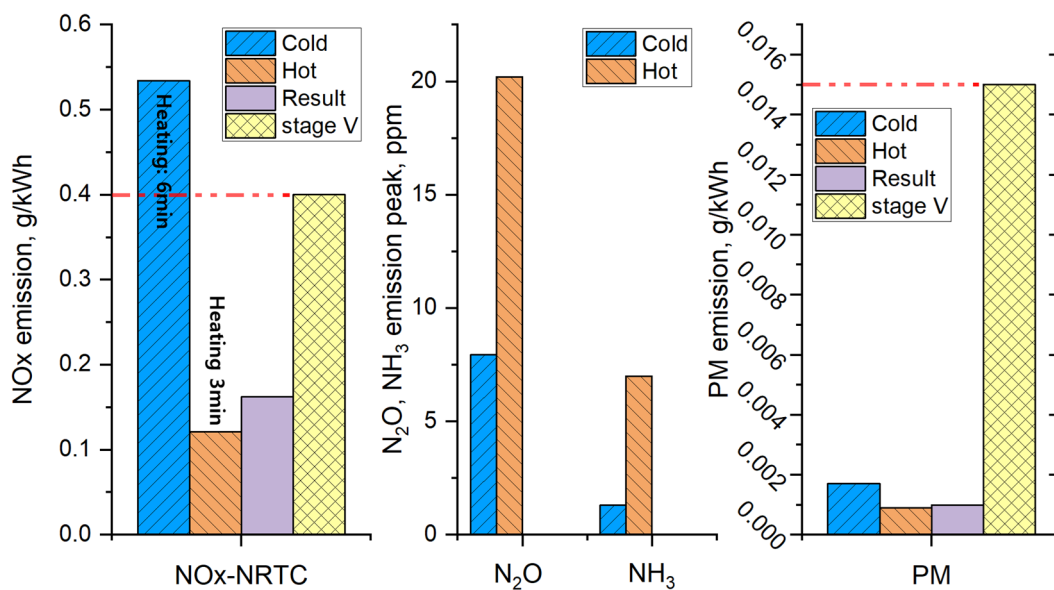 NOx emission, g/kWh
0.6
0.5
0.4
0.3
0.2
0.1
0.0
Cold
Hot
Result
stage V
Heating: 6min
Heating 3min
NOx-NRTC
N₂O, NH₃ emission peak, ppm
20
15
10
5
0
Cold
Hot
N₂O
NH₃
PM emission, g/kWh
0.016
0.014
0.012
0.010
0.008
0.006
0.004
0.002
0.000
Cold
Hot
Result
stage V
PM